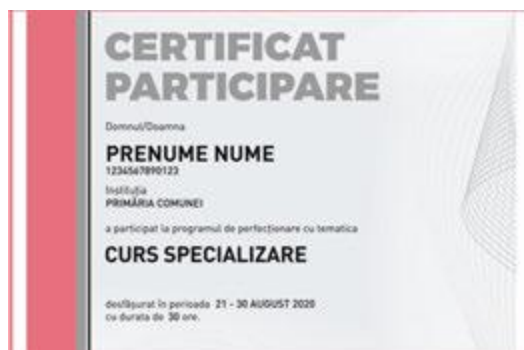 CERTIFICAT
PARTICIPARE
Domnul/Doamna
PRENUME NUME
1234567890123
Instituția
PRIMĂRIA COMUNEI
a participat la programul de perfecționare cu tematica
CURS SPECIALIZARE
desfășurat în perioada 21 - 30 AUGUST 2020
cu durata de 30 ore.